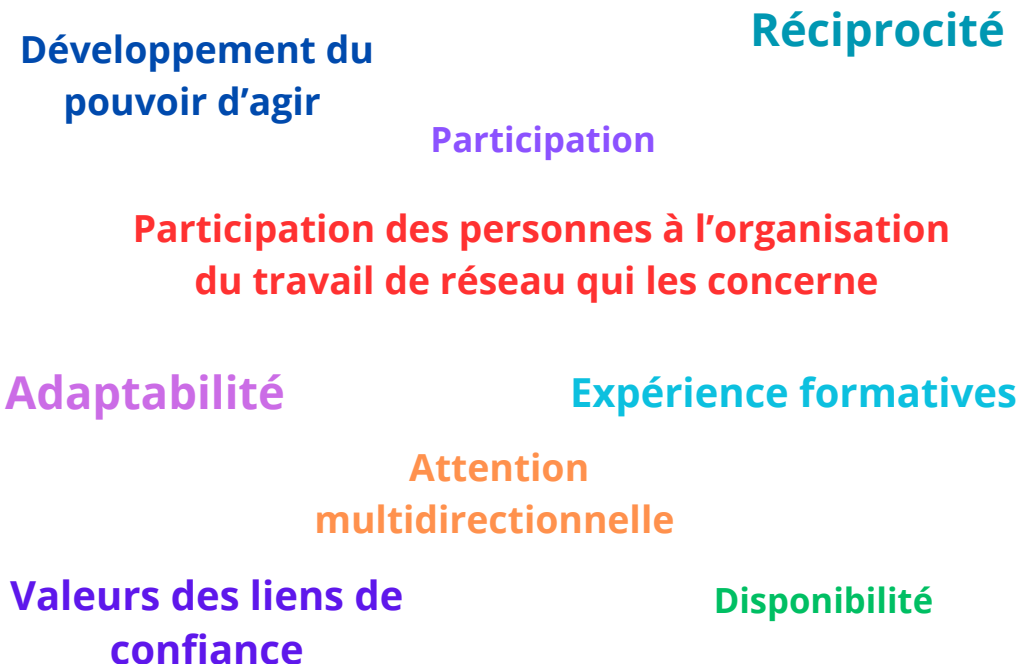 Réciprocité
Développement du
pouvoir d’agir
Participation
Participation des personnes à l’organisation
du travail de réseau qui les concerne
Adaptabilité
Expérience formatives
Attention
multidirectionnelle
Valeurs des liens de
confiance
Disponibilité